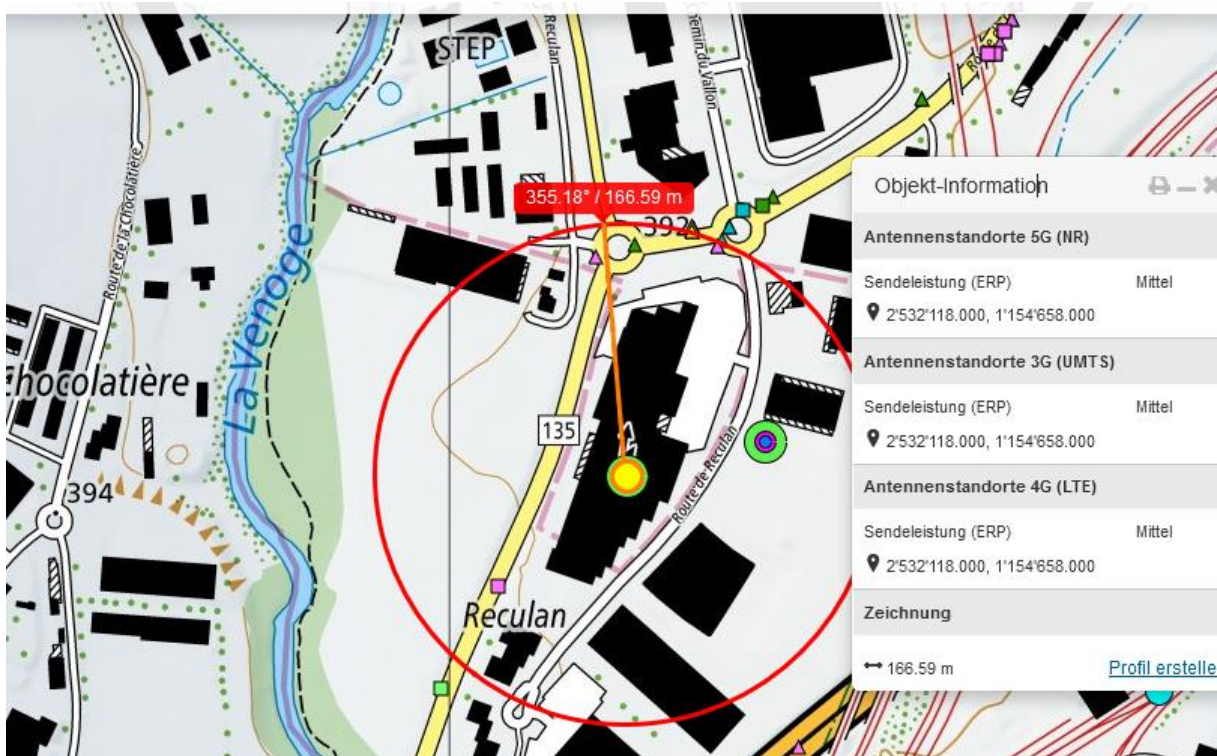 STEP
Reculan
Chemin du Vallon
Route de la Chocolatière
355.18° / 166.59 m
392
La Venoge
Chocolatière
135
394
Route de Reculan
Reculan
Objekt-Information
Antennenstandorte 5G (NR)
Sendeleistung (ERP) Mittel
2'532'118.000, 1'154'658.000
Antennenstandorte 3G (UMTS)
Sendeleistung (ERP) Mittel
2'532'118.000, 1'154'658.000
Antennenstandorte 4G (LTE)
Sendeleistung (ERP) Mittel
2'532'118.000, 1'154'658.000
Zeichnung
166.59 m Profil erstelle